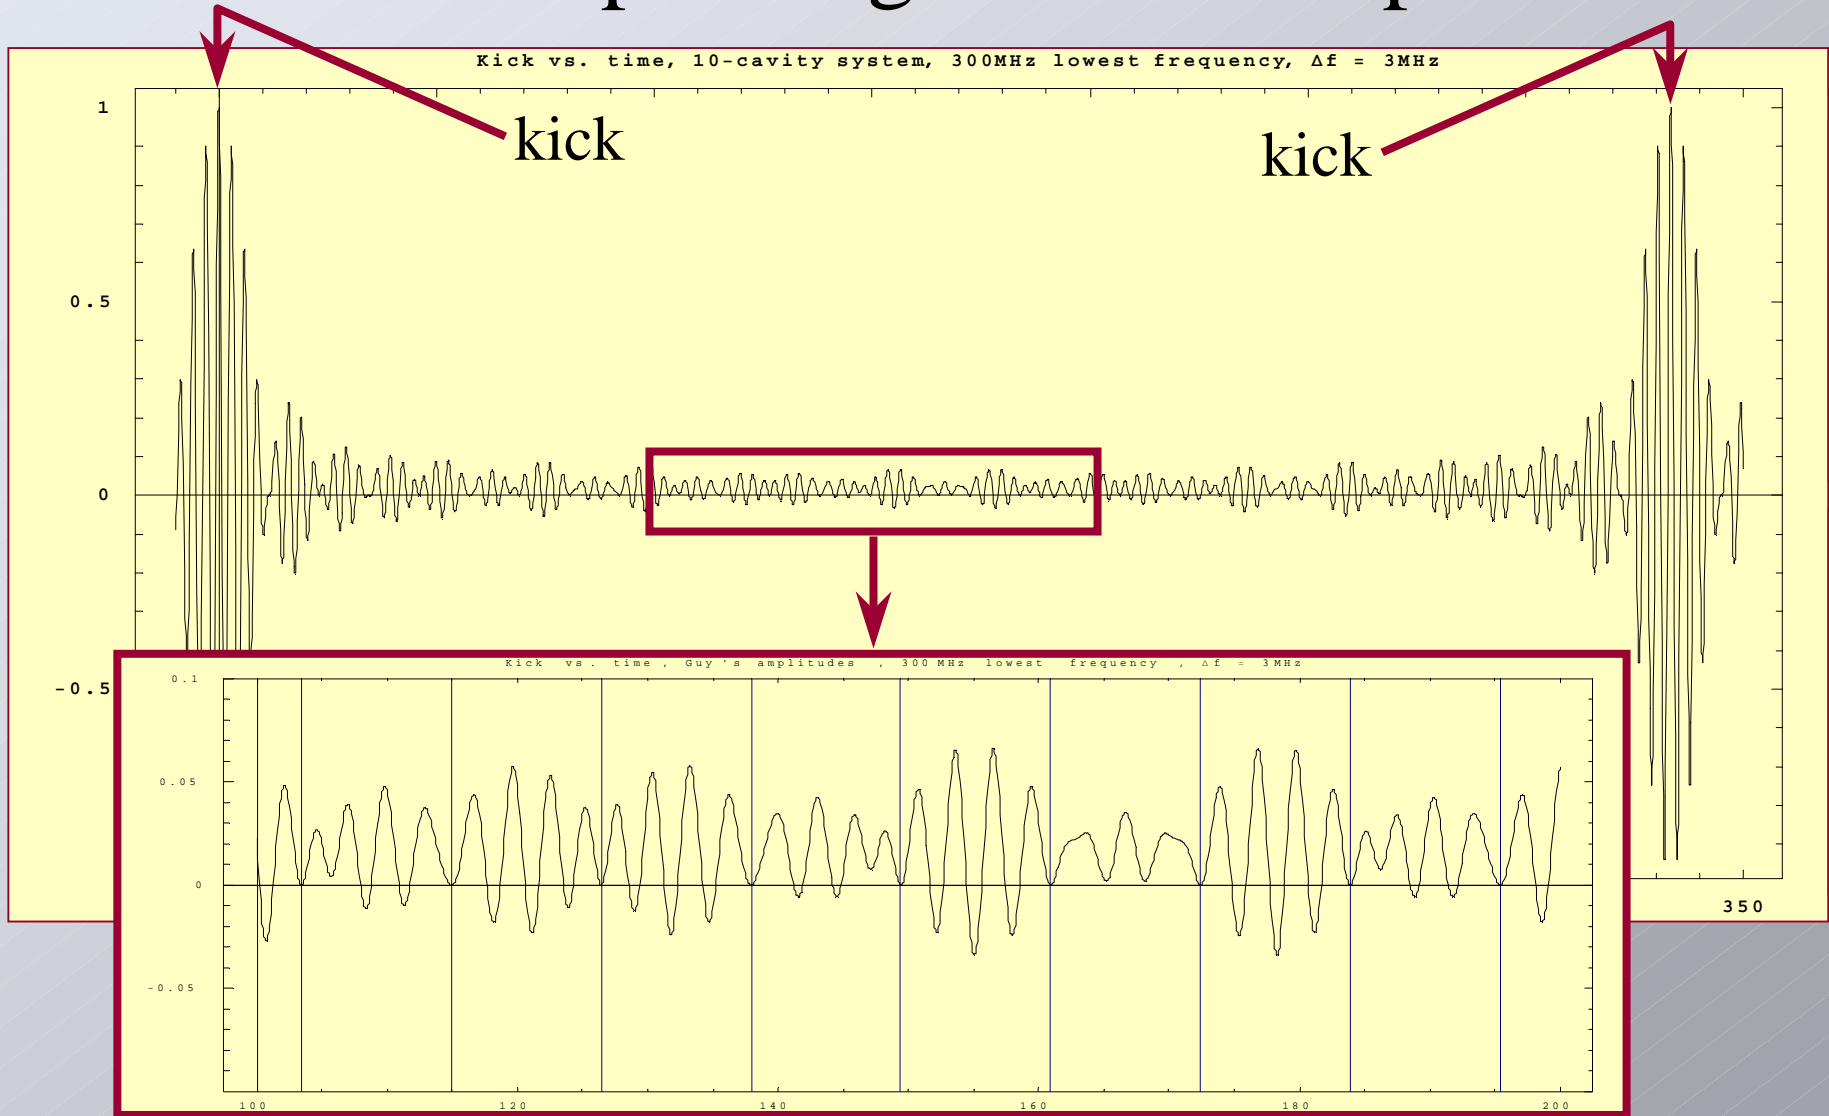 Kick vs. time, 10-cavity system, 300MHz lowest frequency, Δf = 3MHz
1
kick
kick
0.5
0
-0.5
Kick vs. time, Guy's amplitudes, 300 MHz lowest frequency, Δf = 3MHz
0.1
0.05
0
350
-0.05
100 120 140 160 180 200